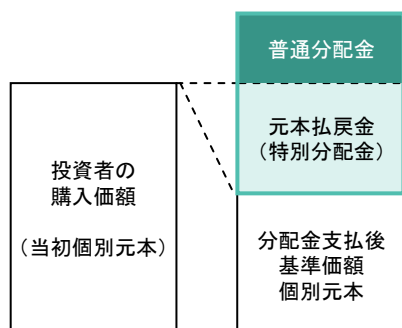 普通分配金
元本払戻金
（特別分配金）
投資者の
購入価額
（当初個別元本）
分配金支払後
基準価額
個別元本